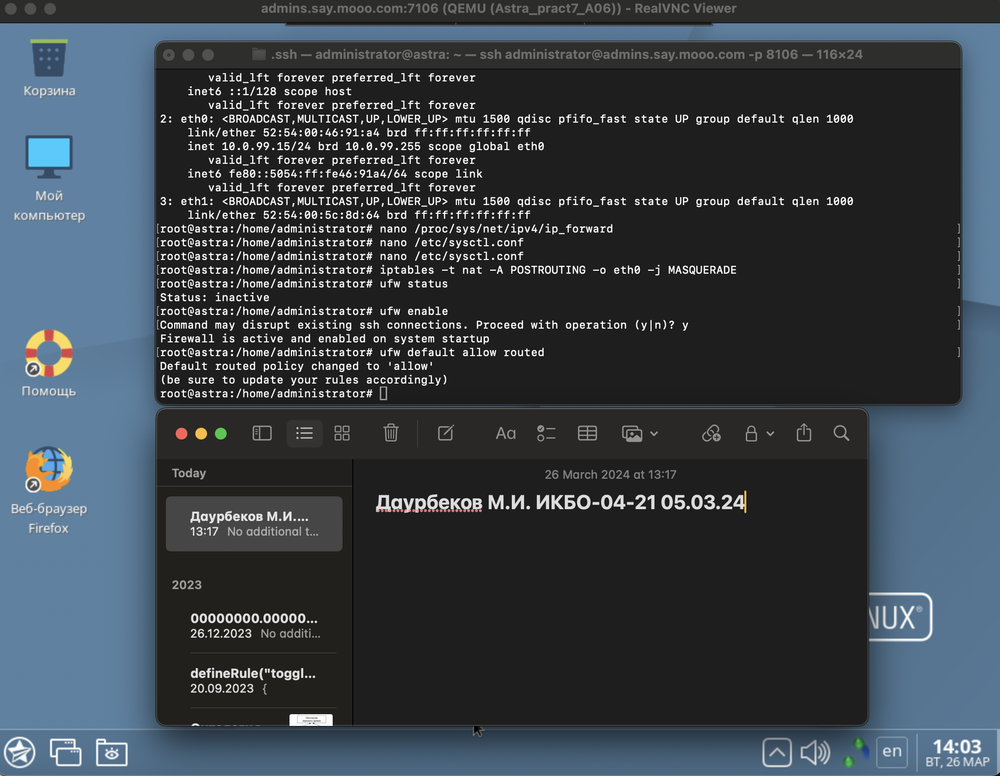 admins.say.mooo.com:7106 (QEMU (Astra_pract7_A06)) - RealVNC Viewer
Корзина
Мой
компьютер
Помощь
Веб-браузер
Firefox
.ssh — administrator@astra: ~ — ssh administrator@admins.say.mooo.com -p 8106 — 116×24
valid_lft forever preferred_lft forever
inet6 ::1/128 scope host
valid_lft forever preferred_lft forever
2: eth0: <BROADCAST,MULTICAST,UP,LOWER_UP> mtu 1500 qdisc pfifo_fast state UP group default qlen 1000
link/ether 52:54:00:46:91:a4 brd ff:ff:ff:ff:ff:ff
inet 10.0.99.15/24 brd 10.0.99.255 scope global eth0
valid_lft forever preferred_lft forever
inet6 fe80::5054:ff:fe46:91a4/64 scope link
valid_lft forever preferred_lft forever
3: eth1: <BROADCAST,MULTICAST,UP,LOWER_UP> mtu 1500 qdisc pfifo_fast state UP group default qlen 1000
link/ether 52:54:00:5c:8d:64 brd ff:ff:ff:ff:ff:ff
[root@astra:/home/administrator# nano /proc/sys/net/ipv4/ip_forward ]
[root@astra:/home/administrator# nano /etc/sysctl.conf ]
[root@astra:/home/administrator# nano /etc/sysctl.conf ]
[root@astra:/home/administrator# iptables -t nat -A POSTROUTING -o eth0 -j MASQUERADE ]
[root@astra:/home/administrator# ufw status ]
Status: inactive
[root@astra:/home/administrator# ufw enable ]
[Command may disrupt existing ssh connections. Proceed with operation (y|n)? y ]
Firewall is active and enabled on system startup
[root@astra:/home/administrator# ufw default allow routed ]
Default routed policy changed to 'allow'
(be sure to update your rules accordingly)
root@astra:/home/administrator#
Aa
Today
Даурбеков М.И....
13:17 No additional t...
2023
00000000.00000...
26.12.2023 No additi...
defineRule("toggl...
20.09.2023 {
26 March 2024 at 13:17
Даурбеков М.И. ИКБО-04-21 05.03.24
NUX®
en
14:03
ВТ, 26 МАР